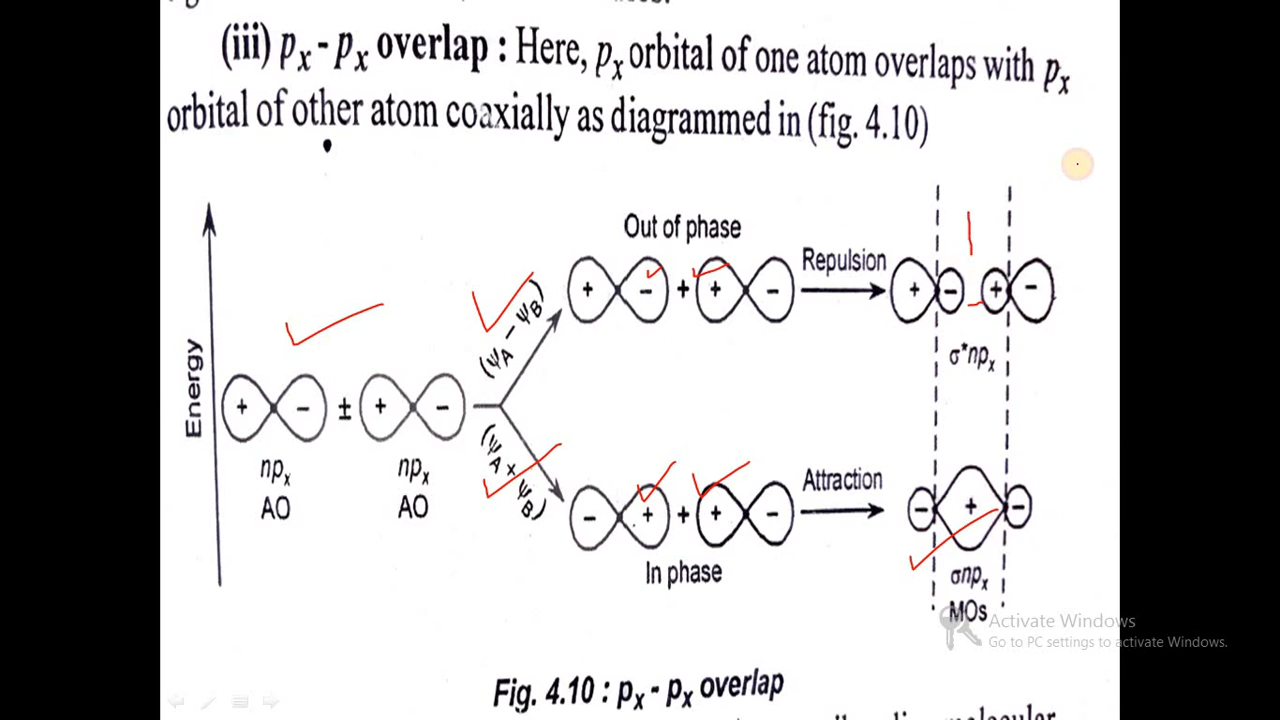 (iii) pₓ - pₓ overlap : Here, pₓ orbital of one atom overlaps with pₓ
orbital of other atom coaxially as diagrammed in (fig. 4.10)
Out of phase
+ - + + - Repulsion + - + -
(ψA - ψB)
σ*npₓ
Energy
+ - ± + -
npₓ npₓ
AO AO
(ψA + ψB)
- + + + - Attraction - + -
In phase
σnpₓ
MOs
Activate Windows
Go to PC settings to activate Windows.
Fig. 4.10 : pₓ - pₓ overlap